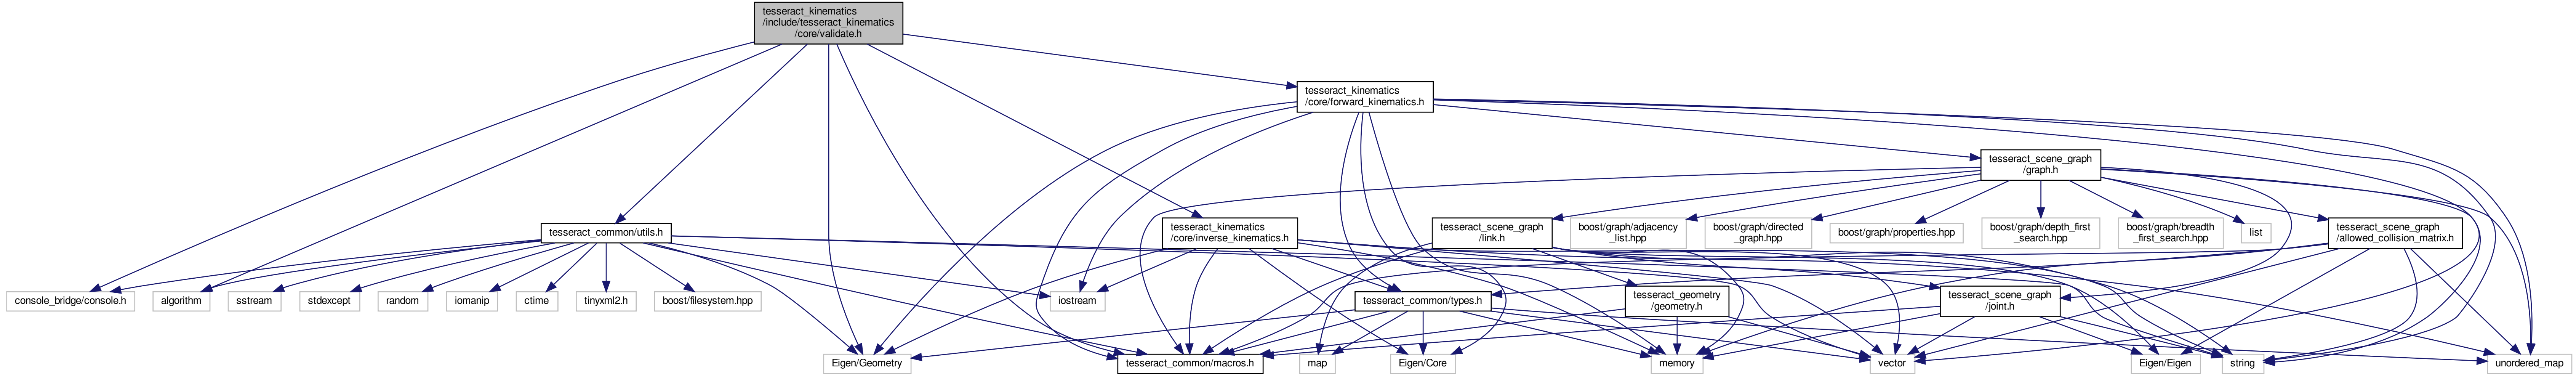 tesseract_kinematics
/include/tesseract_kinematics
/core/validate.h
tesseract_kinematics
/core/forward_kinematics.h
tesseract_scene_graph
/graph.h
tesseract_common/utils.h
tesseract_kinematics
/core/inverse_kinematics.h
tesseract_scene_graph
/link.h
boost/graph/adjacency
_list.hpp
boost/graph/directed
_graph.hpp
boost/graph/properties.hpp
boost/graph/depth_first
_search.hpp
boost/graph/breadth
_first_search.hpp
list
tesseract_scene_graph
/allowed_collision_matrix.h
console_bridge/console.h
algorithm
sstream
stdexcept
random
iomanip
ctime
tinyxml2.h
boost/filesystem.hpp
iostream
tesseract_common/types.h
tesseract_geometry
/geometry.h
tesseract_scene_graph
/joint.h
Eigen/Geometry
tesseract_common/macros.h
map
Eigen/Core
memory
vector
Eigen/Eigen
string
unordered_map